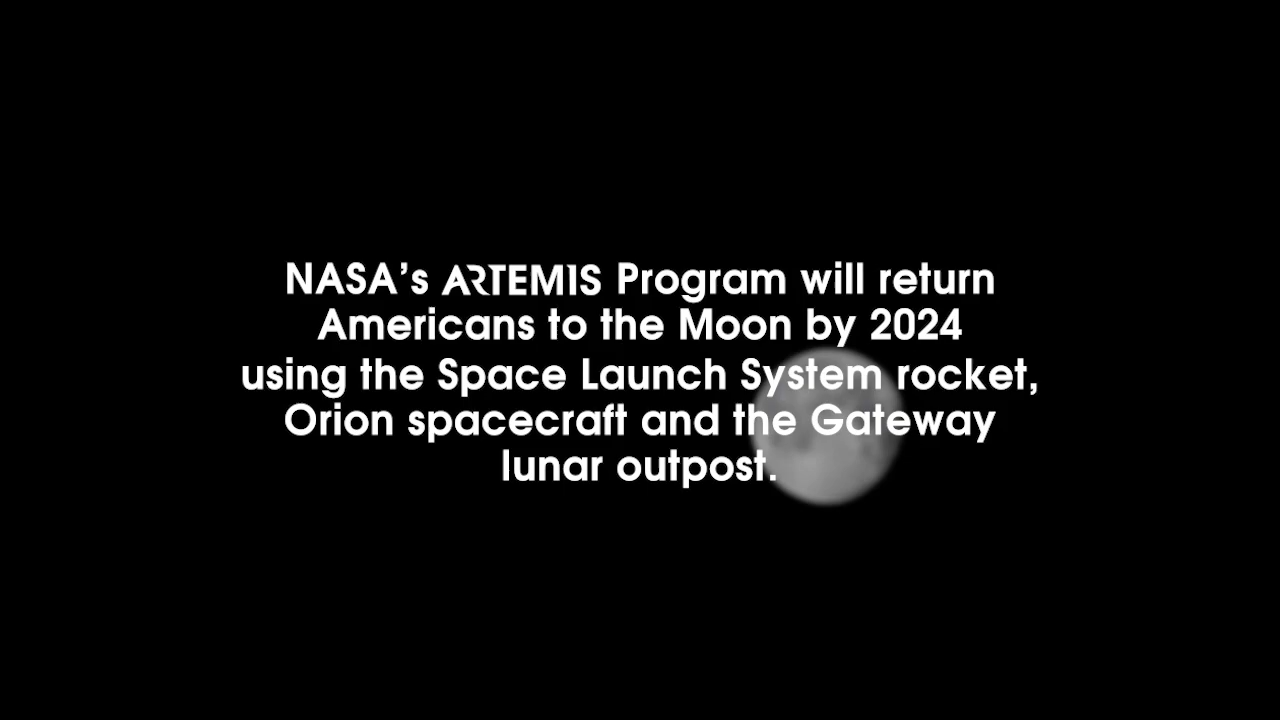 NASA’s ARTEMIS Program will return
Americans to the Moon by 2024
using the Space Launch System rocket,
Orion spacecraft and the Gateway
lunar outpost.